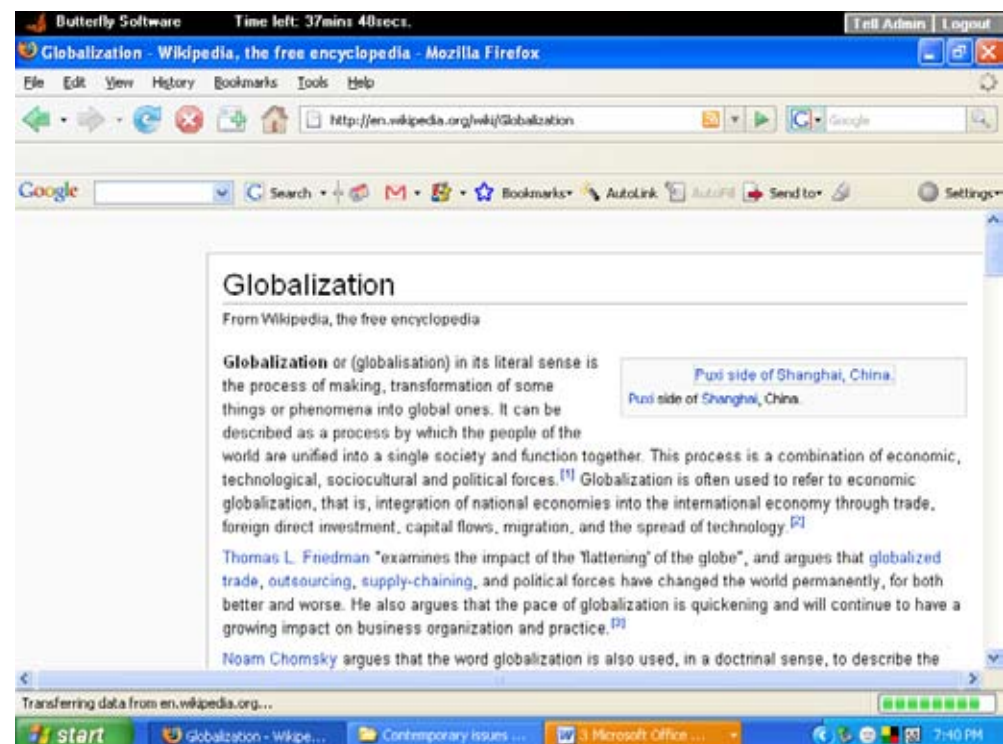 Butterfly Software Time left: 37mins 48secs. Tell Admin Logout
Globalization - Wikipedia, the free encyclopedia - Mozilla Firefox
File Edit View History Bookmarks Tools Help
http://en.wikipedia.org/wiki/Globalization Google
Google Search Bookmarks AutoLink AutoFill Send to Settings
Globalization
From Wikipedia, the free encyclopedia
Puxi side of Shanghai, China.
Puxi side of Shanghai, China.
Globalization or (globalisation) in its literal sense is
the process of making, transformation of some
things or phenomena into global ones. It can be
described as a process by which the people of the
world are unified into a single society and function together. This process is a combination of economic,
technological, sociocultural and political forces.[1] Globalization is often used to refer to economic
globalization, that is, integration of national economies into the international economy through trade,
foreign direct investment, capital flows, migration, and the spread of technology.[2]
Thomas L. Friedman "examines the impact of the 'flattening' of the globe", and argues that globalized
trade, outsourcing, supply-chaining, and political forces have changed the world permanently, for both
better and worse. He also argues that the pace of globalization is quickening and will continue to have a
growing impact on business organization and practice.[3]
Noam Chomsky argues that the word globalization is also used, in a doctrinal sense, to describe the
Transferring data from en.wikipedia.org...
start Globalization - Wikipe... Contemporary issues ... 3 Microsoft Office ... 7:40 PM